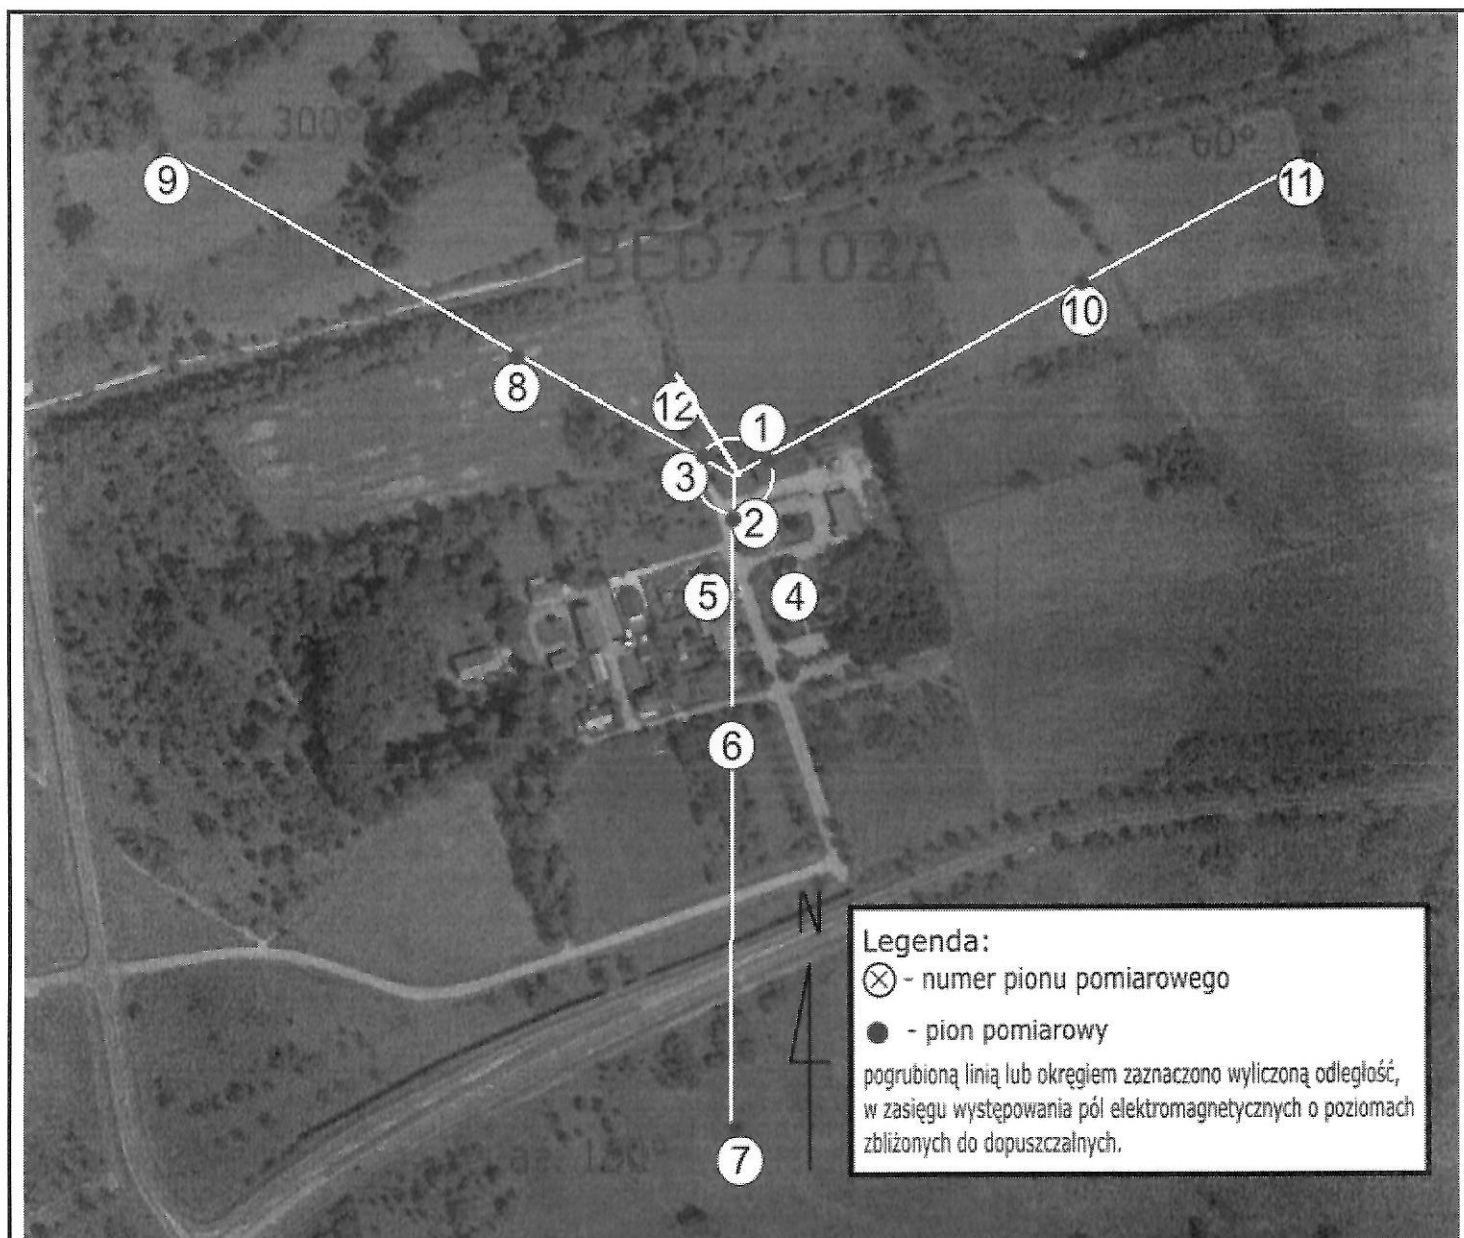 az. 300°
az. 60°
9
11
BED7102A
10
8
12
1
3
2
5
4
6
N
Legenda:
⊗ - numer pionu pomiarowego
● - pion pomiarowy
pogrubioną linią lub okręgiem zaznaczono wyliczoną odległość,
w zasięgu występowania pól elektromagnetycznych o poziomach
zbliżonych do dopuszczalnych.
7